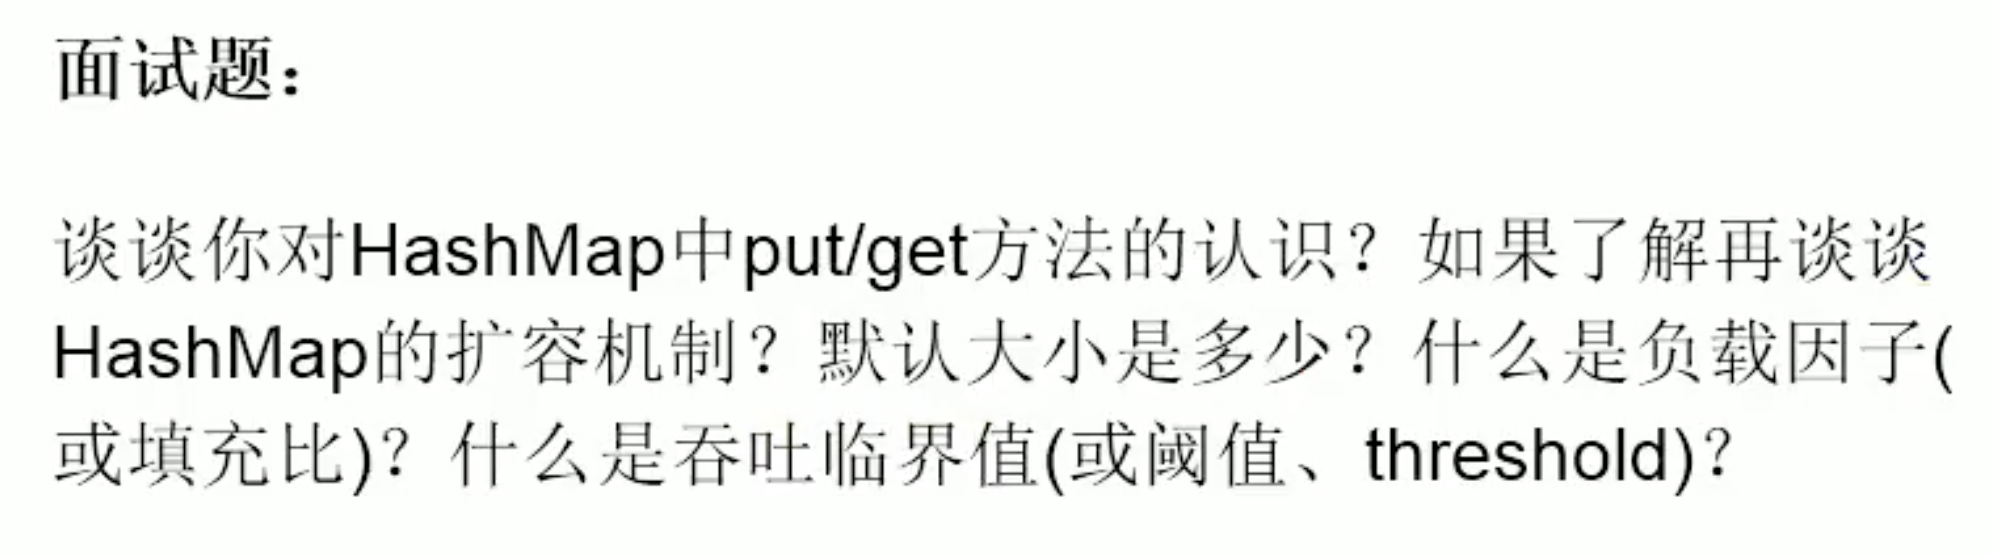 面试题：
谈谈你对HashMap中put/get方法的认识？如果了解再谈谈
HashMap的扩容机制？默认大小是多少？什么是负载因子(
或填充比)？什么是吞吐临界值(或阈值、threshold)？